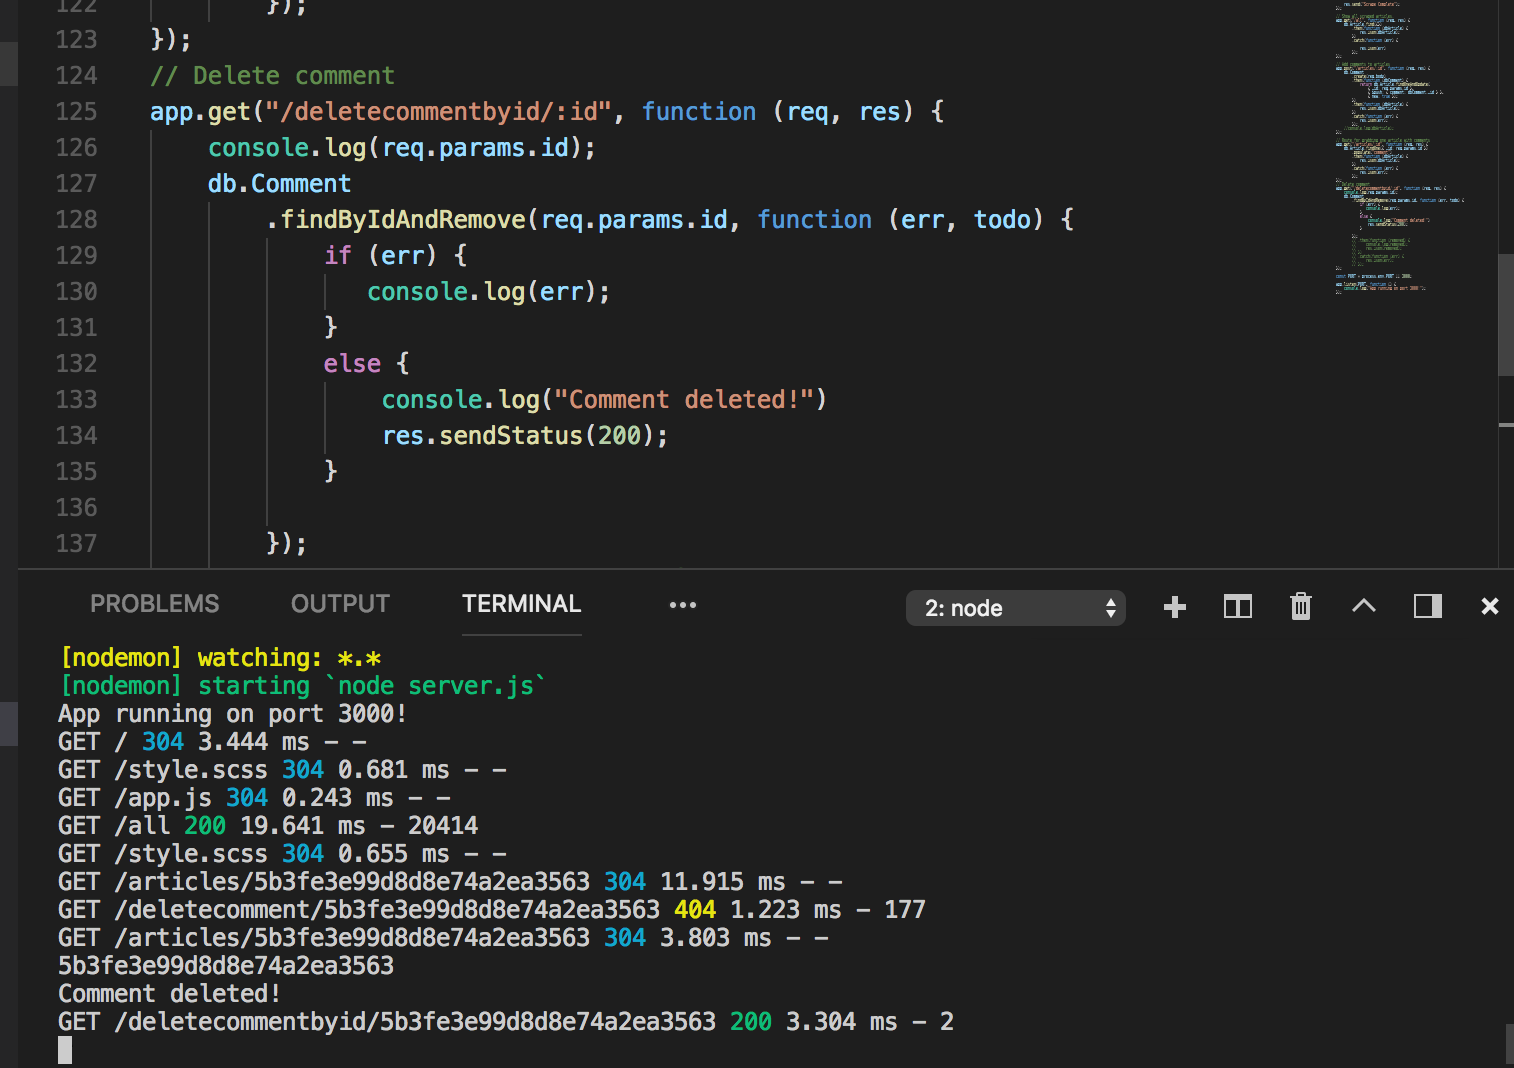 122 });
123 });
124 // Delete comment
125 app.get("/deletecommentbyid/:id", function (req, res) {
126 console.log(req.params.id);
127 db.Comment
128 .findByIdAndRemove(req.params.id, function (err, todo) {
129 if (err) {
130 console.log(err);
131 }
132 else {
133 console.log("Comment deleted!")
134 res.sendStatus(200);
135 }
136
137 });
PROBLEMS OUTPUT TERMINAL ••• 2: node
[nodemon] watching: *.*
[nodemon] starting `node server.js`
App running on port 3000!
GET / 304 3.444 ms - -
GET /style.scss 304 0.681 ms - -
GET /app.js 304 0.243 ms - -
GET /all 200 19.641 ms - 20414
GET /style.scss 304 0.655 ms - -
GET /articles/5b3fe3e99d8d8e74a2ea3563 304 11.915 ms - -
GET /deletecomment/5b3fe3e99d8d8e74a2ea3563 404 1.223 ms - 177
GET /articles/5b3fe3e99d8d8e74a2ea3563 304 3.803 ms - -
5b3fe3e99d8d8e74a2ea3563
Comment deleted!
GET /deletecommentbyid/5b3fe3e99d8d8e74a2ea3563 200 3.304 ms - 2